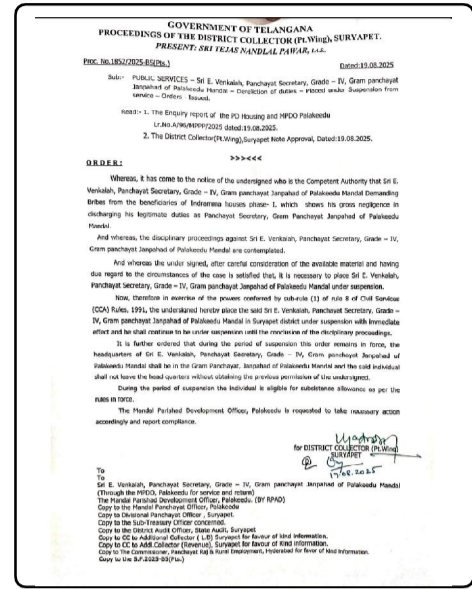 GOVERNMENT OF TELANGANA
PROCEEDINGS OF THE DISTRICT COLLECTOR (Pt.Wing), SURYAPET.
PRESENT: SRI TEJAS NANDLAL PAWAR, I.A.S.
Proc. No.1852/2025-B5(Pts.) Dated:19.08.2025
Sub:- PUBLIC SERVICES – Sri E. Venkaiah, Panchayat Secretary, Grade – IV, Gram panchayat
Janpahad of Palakeedu Mandal – Dereliction of duties – Placed under Suspension from
service – Orders Issued.
Read:- 1. The Enquiry report of the PD Housing and MPDO Palakeedu
Lr.No.A/96/MPPP/2025 dated:19.08.2025.
2. The District Collector(Pt.Wing),Suryapet Note Approval, Dated:19.08.2025.
>>><<<
ORDER:
Whereas, it has come to the notice of the undersigned who is the Competent Authority that Sri E.
Venkaiah, Panchayat Secretary, Grade – IV, Gram panchayat Janpahad of Palakeedu Mandal Demanding
Bribes from the beneficiaries of Indramma houses phase- I, which shows his gross negligence in
discharging his legitimate duties as Panchayat Secretary, Gram Panchayat Janpahad of Palakeedu
Mandal.
And whereas, the disciplinary proceedings against Sri E. Venkaiah, Panchayat Secretary, Grade – IV,
Gram panchayat Janpahad of Palakeedu Mandal are contemplated.
And whereas the under signed, after careful consideration of the available material and having
due regard to the circumstances of the case is satisfied that, it is necessary to place Sri E. Venkaiah,
Panchayat Secretary, Grade – IV, Gram panchayat Janpahad of Palakeedu Mandal under suspension.
Now, therefore in exercise of the powers conferred by sub-rule (1) of rule 8 of Civil Services
(CCA) Rules, 1991, the undersigned hereby place the said Sri E. Venkaiah, Panchayat Secretary, Grade –
IV, Gram panchayat Janpahad of Palakeedu Mandal in Suryapet district under suspension with immediate
effect and he shall continue to be under suspension until the conclusion of the disciplinary proceedings.
It is further ordered that during the period of suspension this order remains in force, the
headquarters of Sri E. Venkaiah, Panchayat Secretary, Grade – IV, Gram panchayat Janpahad of
Palakeedu Mandal shall be in the Gram Panchayat, Janpahad of Palakeedu Mandal and the said individual
shall not leave the head quarters without obtaining the previous permission of the undersigned.
During the period of suspension the individual is eligible for subsistence allowance as per the
rules in force.
The Mandal Parishad Development Officer, Palakeedu is requested to take necessary action
accordingly and report compliance.
for DISTRICT COLLECTOR (Pt.Wing)
SURYAPET
19.08.2025
To
To
Sri E. Venkaiah, Panchayat Secretary, Grade – IV, Gram panchayat Janpahad of Palakeedu Mandal
(Through the MPDO, Palakeedu for service and return)
The Mandal Parishad Development Officer, Palakeedu. (BY RPAD)
Copy to the Mandal Panchayat Officer, Palakeedu
Copy to Divisional Panchayat Officer , Suryapet.
Copy to the Sub-Treasury Officer concerned.
Copy to the District Audit Officer, State Audit, Suryapet
Copy to CC to Additional Collector ( L.B) Suryapet for favour of kind information.
Copy to CC to Addl.Collector (Revenue), Suryapet for favour of Kind information.
Copy to The Commissioner, Panchayat Raj & Rural Employment, Hyderabad for favor of kind information.
Copy to the S.F.2025-B5(Pts.)